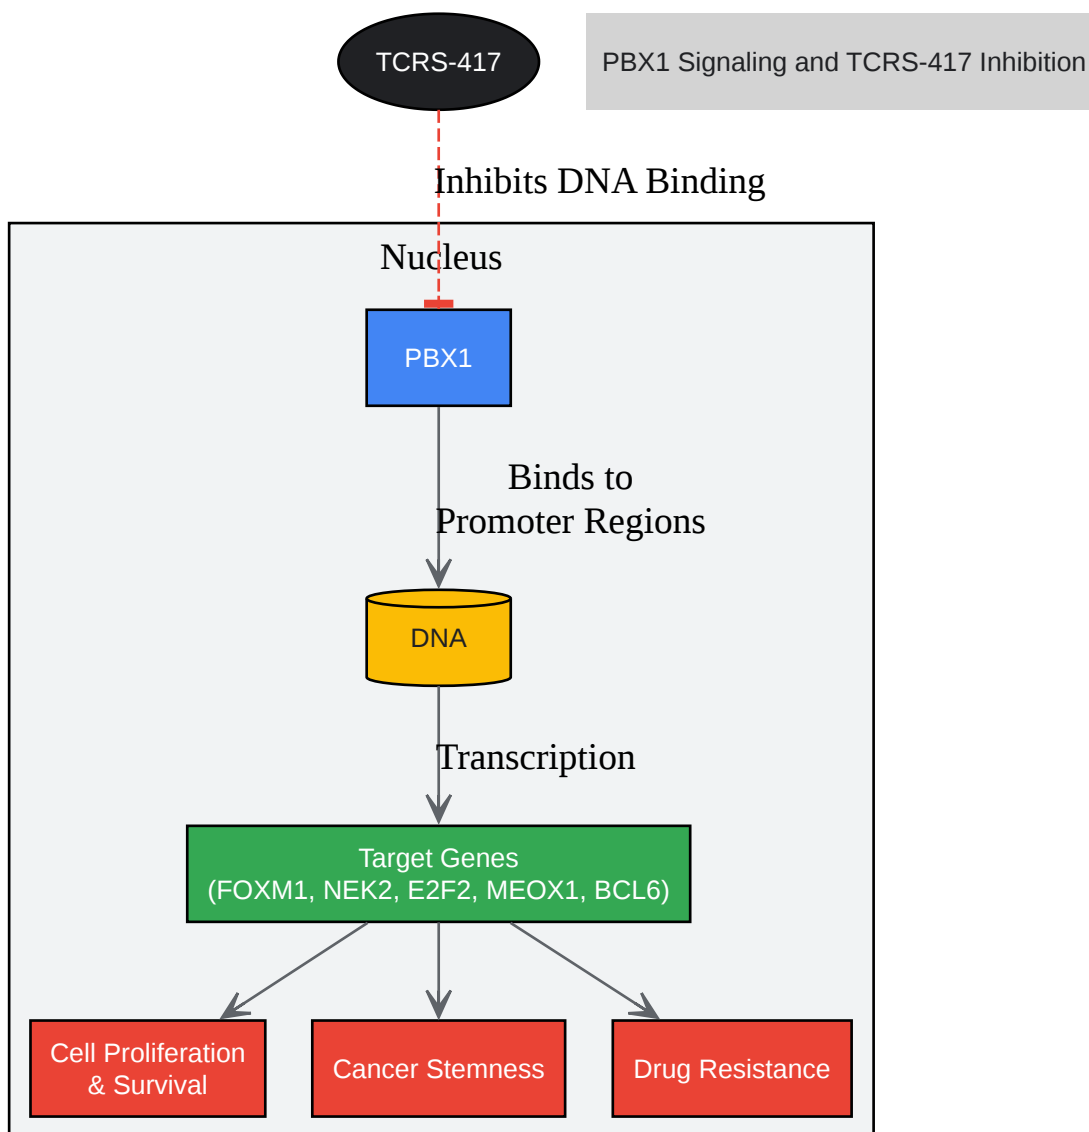 TCRS-417
PBX1 Signaling and TCRS-417 Inhibition
Inhibits DNA Binding
Nucleus
PBX1
Binds to
Promoter Regions
DNA
Transcription
Target Genes
(FOXM1, NEK2, E2F2, MEOX1, BCL6)
Cell Proliferation
& Survival
Cancer Stemness
Drug Resistance